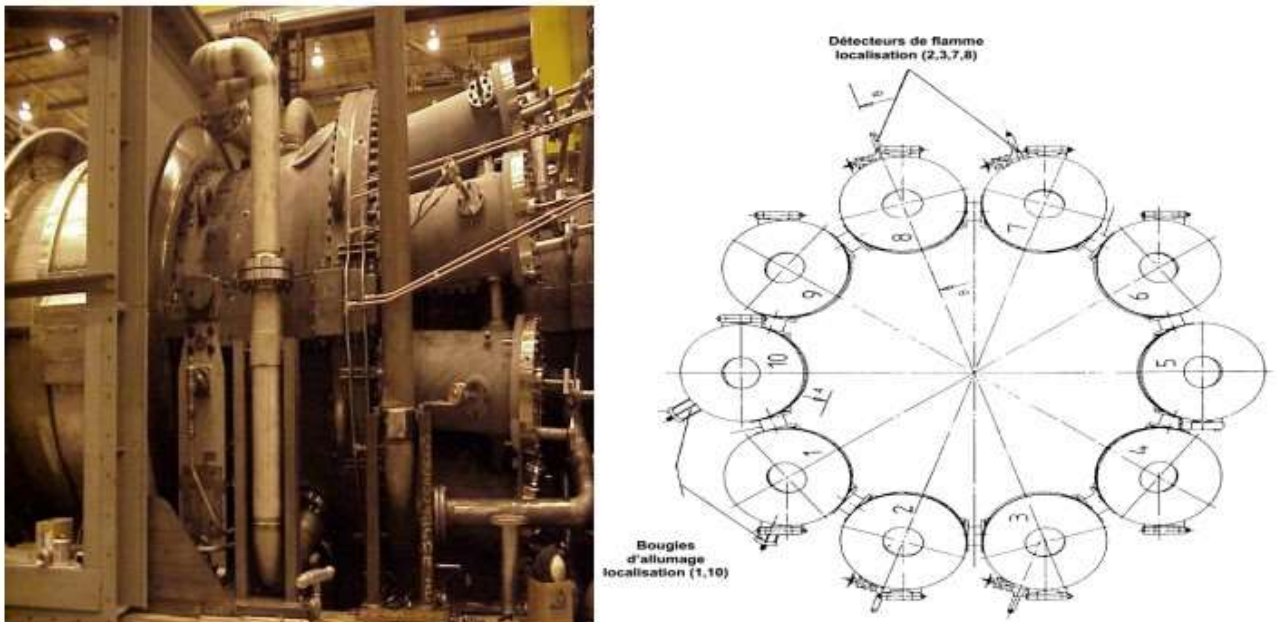 Détecteurs de flamme
localisation (2,3,7,8)
8
7
9
6
10
5
1
4
2
3
Bougies
d'allumage
localisation (1,10)